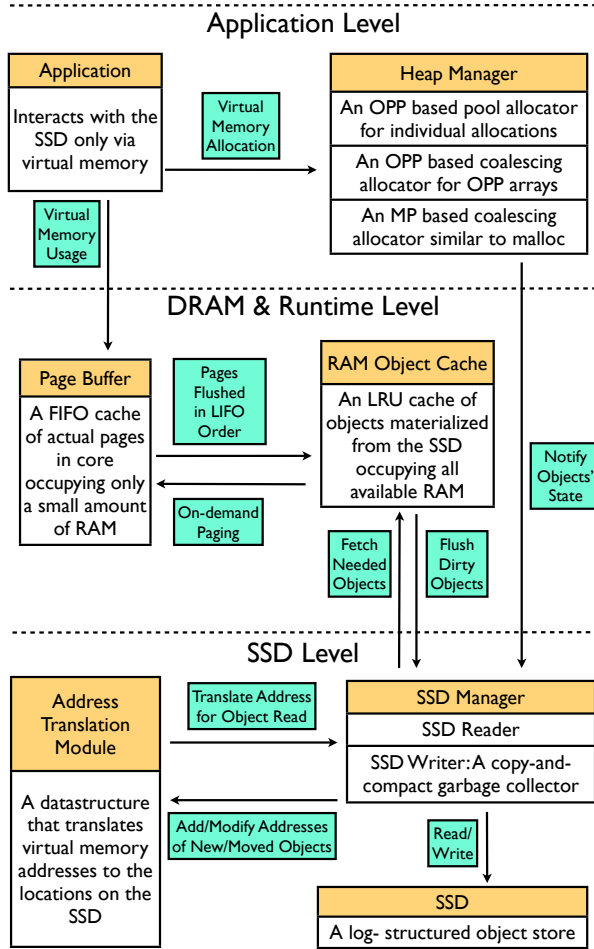 Application Level
Application
Interacts with the
SSD only via
virtual memory
Virtual
Memory
Allocation
Heap Manager
An OPP based pool allocator
for individual allocations
An OPP based coalescing
allocator for OPP arrays
An MP based coalescing
allocator similar to malloc
Virtual
Memory
Usage
DRAM & Runtime Level
Page Buffer
A FIFO cache
of actual pages
in core
occupying only
a small amount
of RAM
Pages
Flushed
in LIFO
Order
On-demand
Paging
RAM Object Cache
An LRU cache of
objects materialized
from the SSD
occupying all
available RAM
Notify
Objects'
State
Fetch
Needed
Objects
Flush
Dirty
Objects
SSD Level
Address
Translation
Module
A datastructure
that translates
virtual memory
addresses to the
locations on the
SSD
Translate Address
for Object Read
Add/Modify Addresses
of New/Moved Objects
SSD Manager
SSD Reader
SSD Writer: A copy-and-
compact garbage collector
Read/
Write
SSD
A log- structured object store